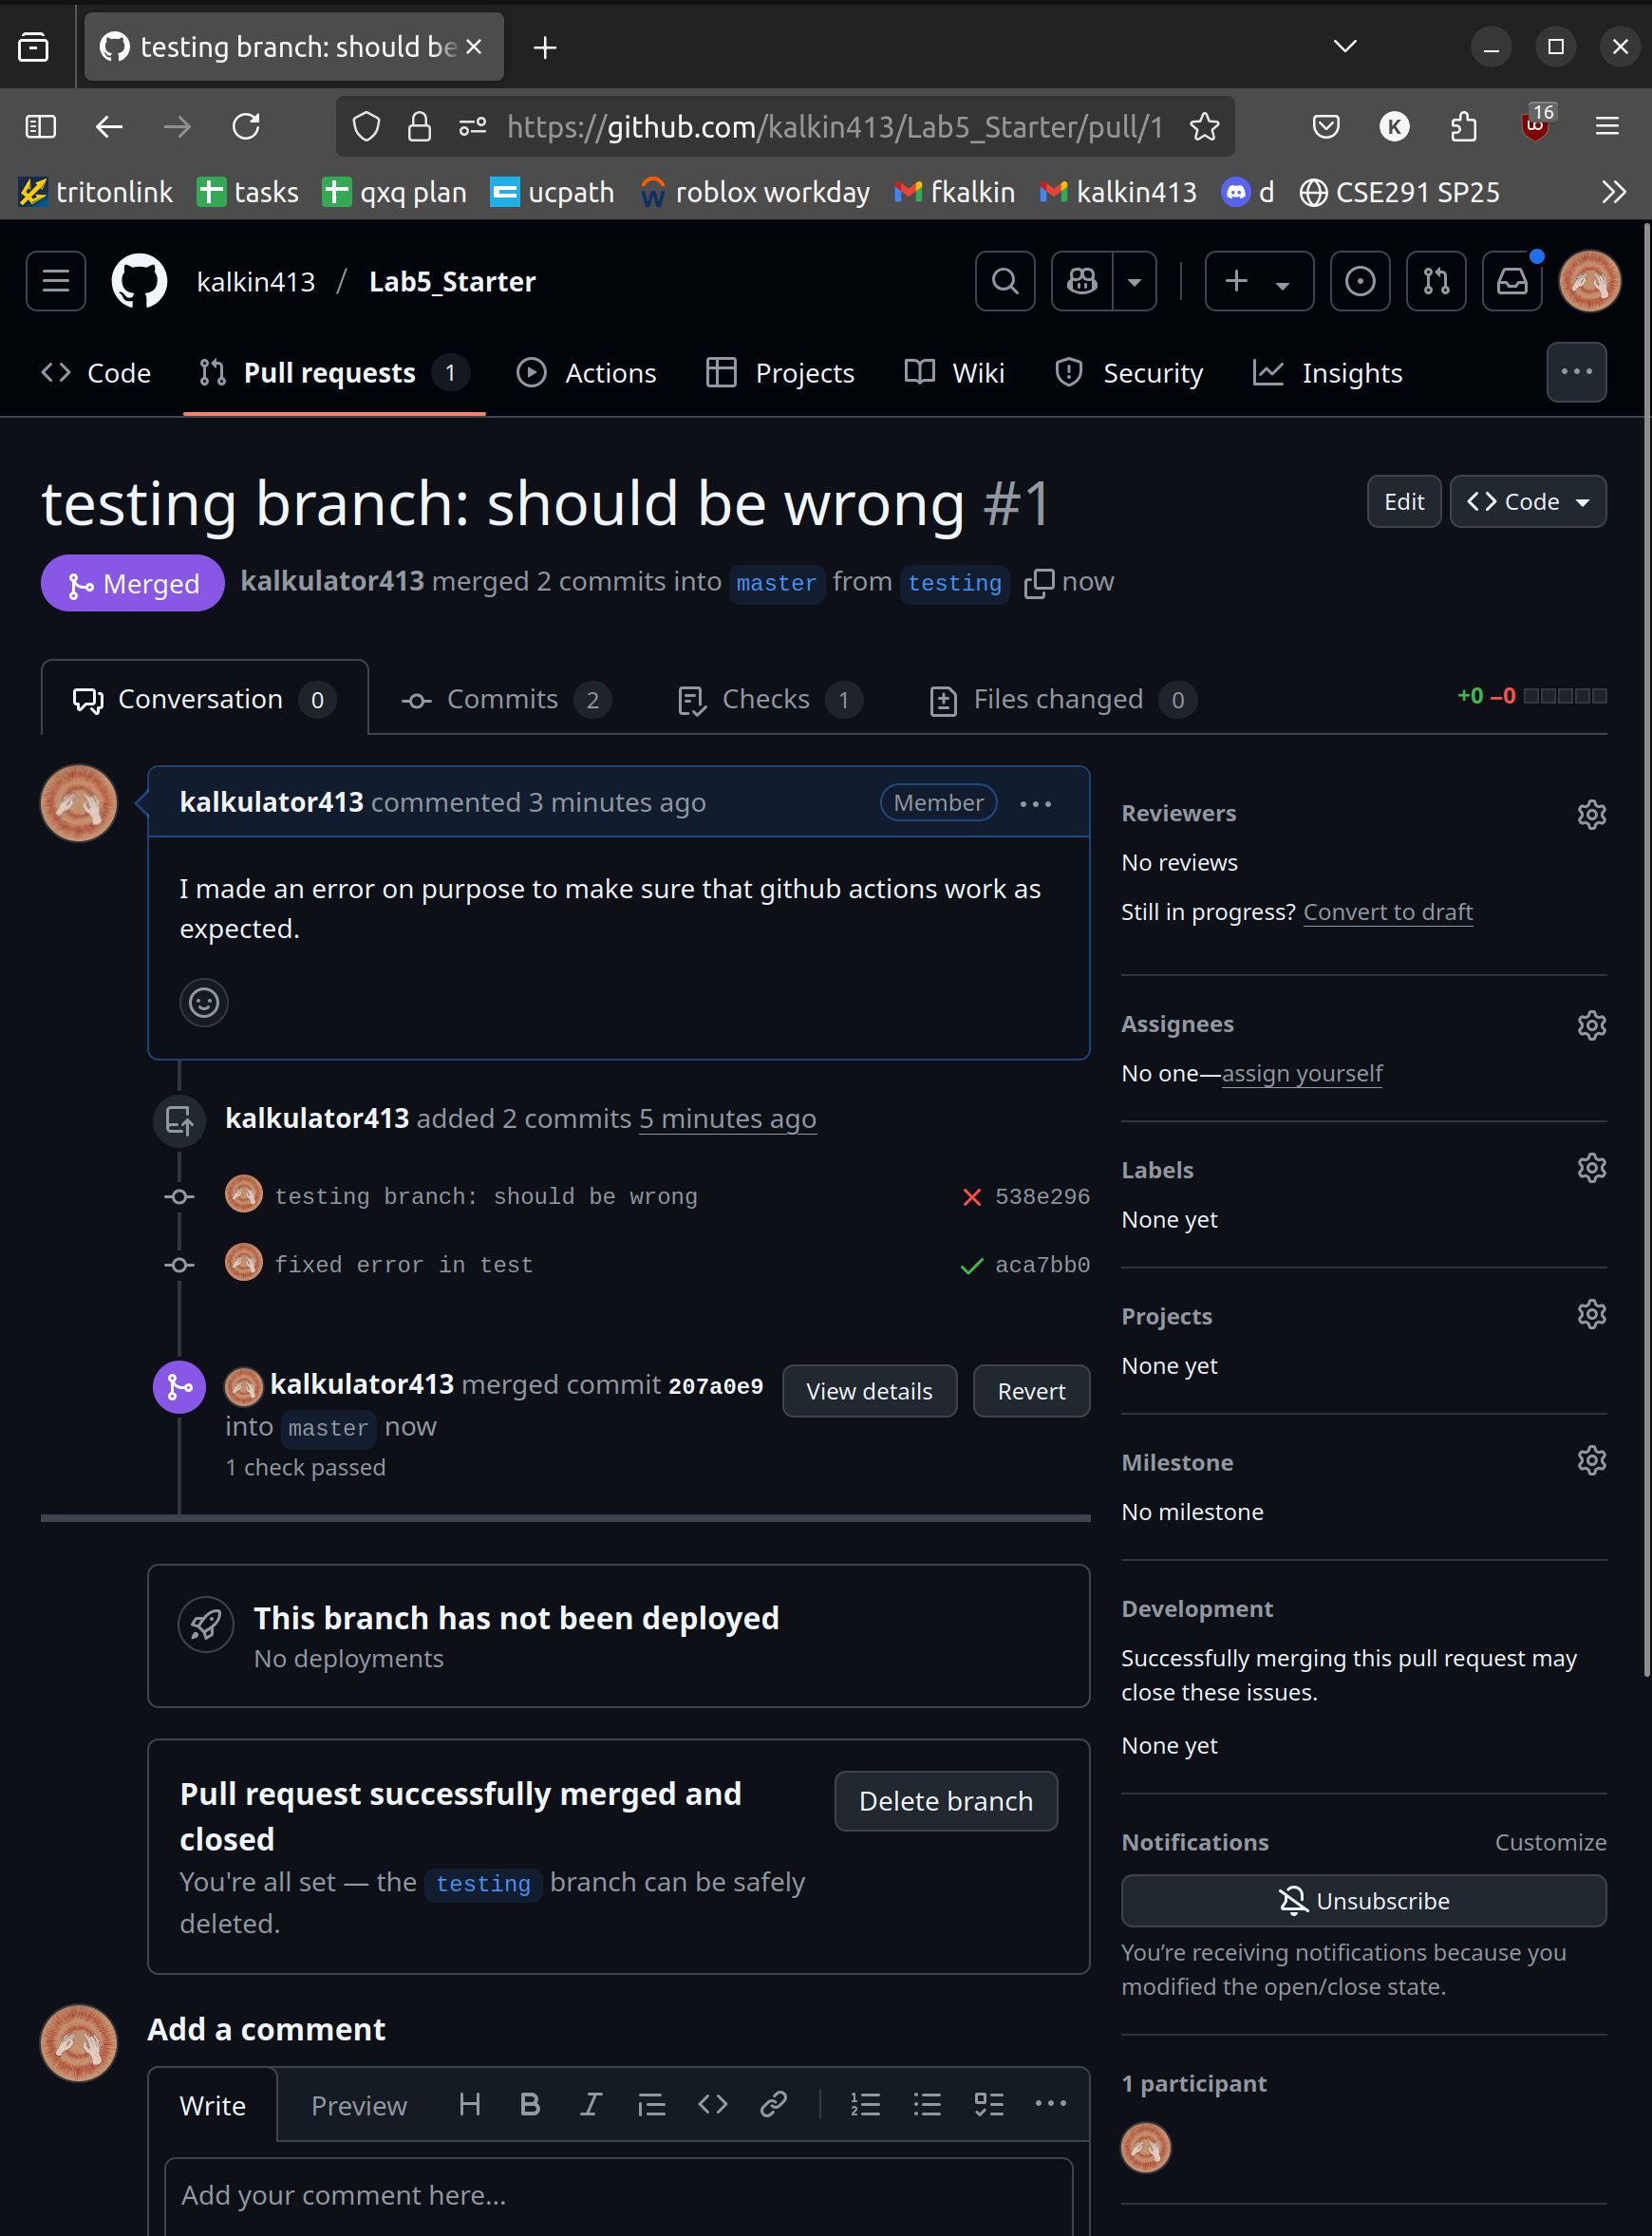 testing branch: should be
https://github.com/kalkin413/Lab5_Starter/pull/1
16
tritonlink tasks qxq plan ucpath roblox workday fkalkin kalkin413 d CSE291 SP25
kalkin413 / Lab5_Starter
Code Pull requests 1 Actions Projects Wiki Security Insights
testing branch: should be wrong #1
Edit Code
Merged kalkulator413 merged 2 commits into master from testing now
Conversation 0 Commits 2 Checks 1 Files changed 0 +0 −0
kalkulator413 commented 3 minutes ago Member
I made an error on purpose to make sure that github actions work as
expected.
kalkulator413 added 2 commits 5 minutes ago
testing branch: should be wrong 538e296
fixed error in test aca7bb0
kalkulator413 merged commit 207a0e9
into master now
1 check passed
View details Revert
This branch has not been deployed
No deployments
Pull request successfully merged and
closed
You're all set — the testing branch can be safely
deleted.
Delete branch
Add a comment
Write Preview
Add your comment here...
Reviewers
No reviews
Still in progress? Convert to draft
Assignees
No one—assign yourself
Labels
None yet
Projects
None yet
Milestone
No milestone
Development
Successfully merging this pull request may
close these issues.
None yet
Notifications Customize
Unsubscribe
You’re receiving notifications because you
modified the open/close state.
1 participant